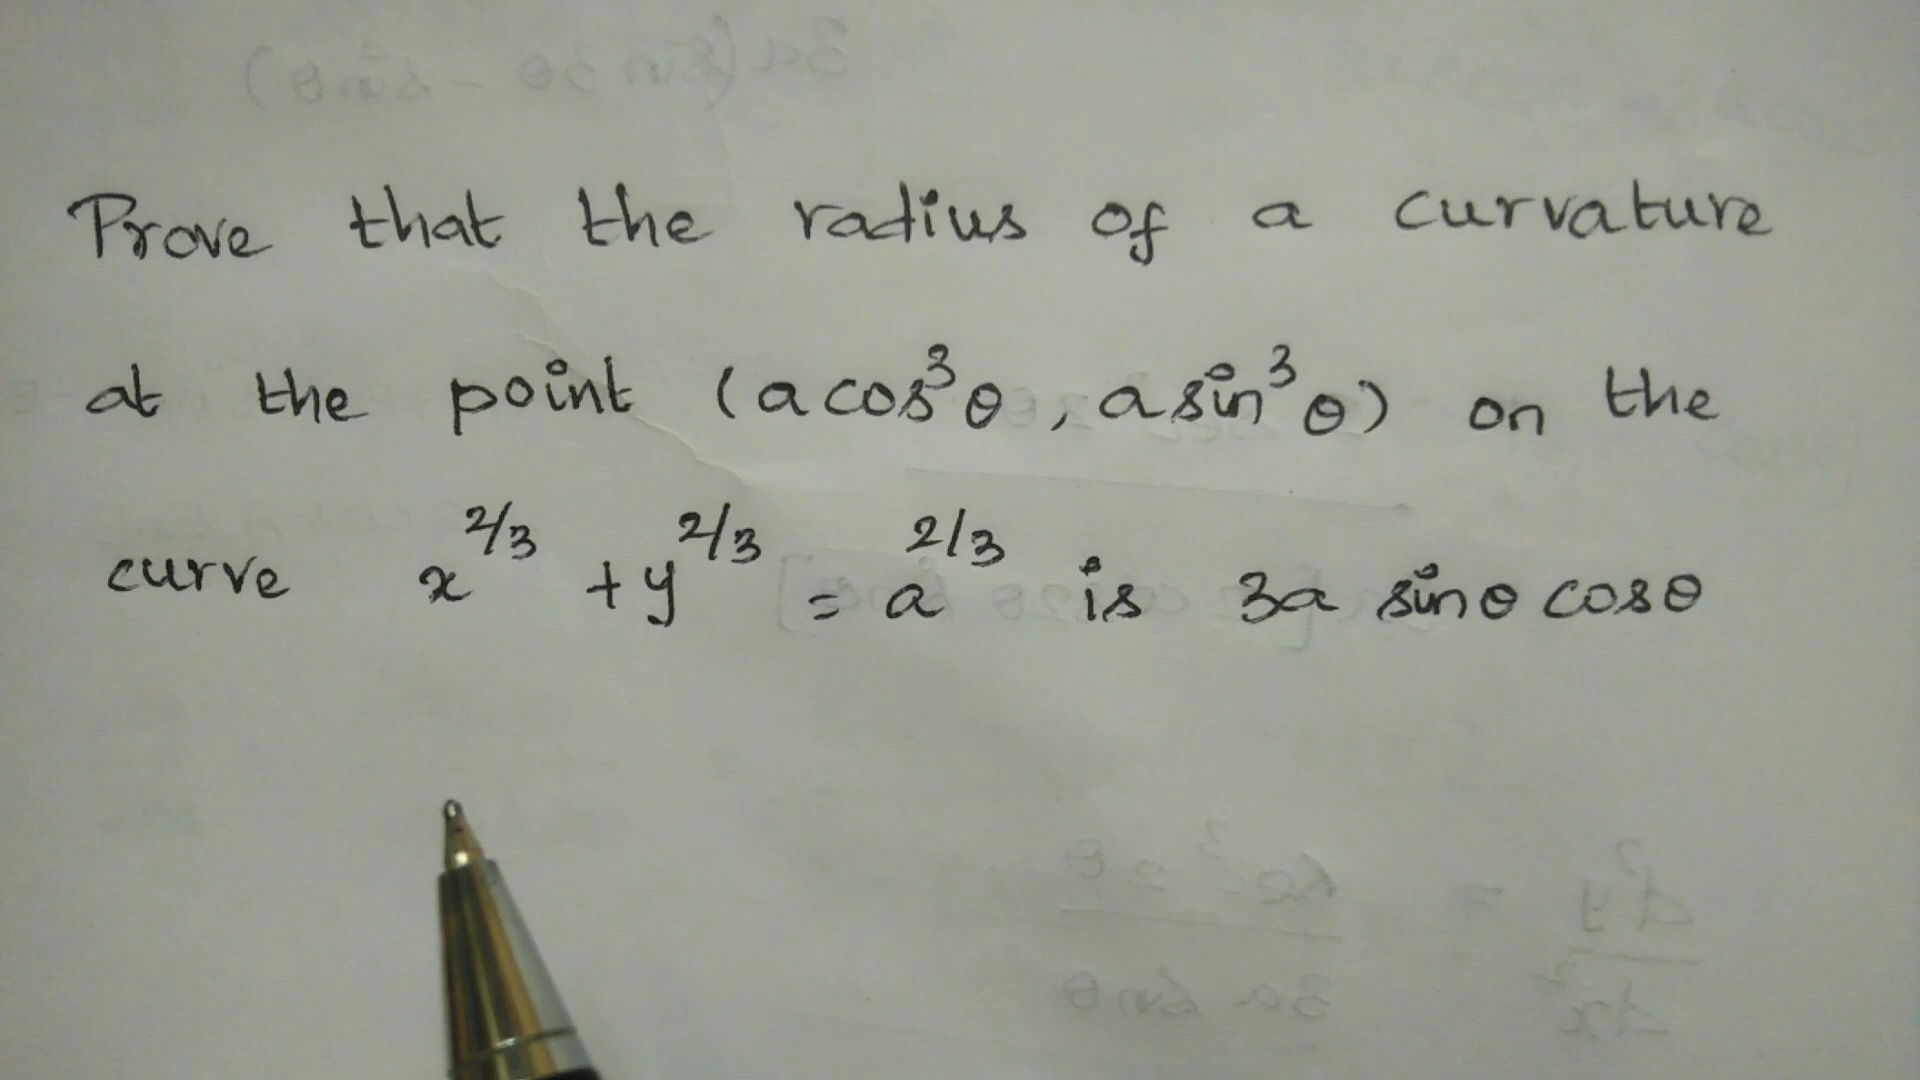 Prove that the radius of a curvature
at the point (a cos³θ, a sin³θ) on the
curve x^2/3 + y^2/3 = a^2/3 is 3a sinθ cosθ